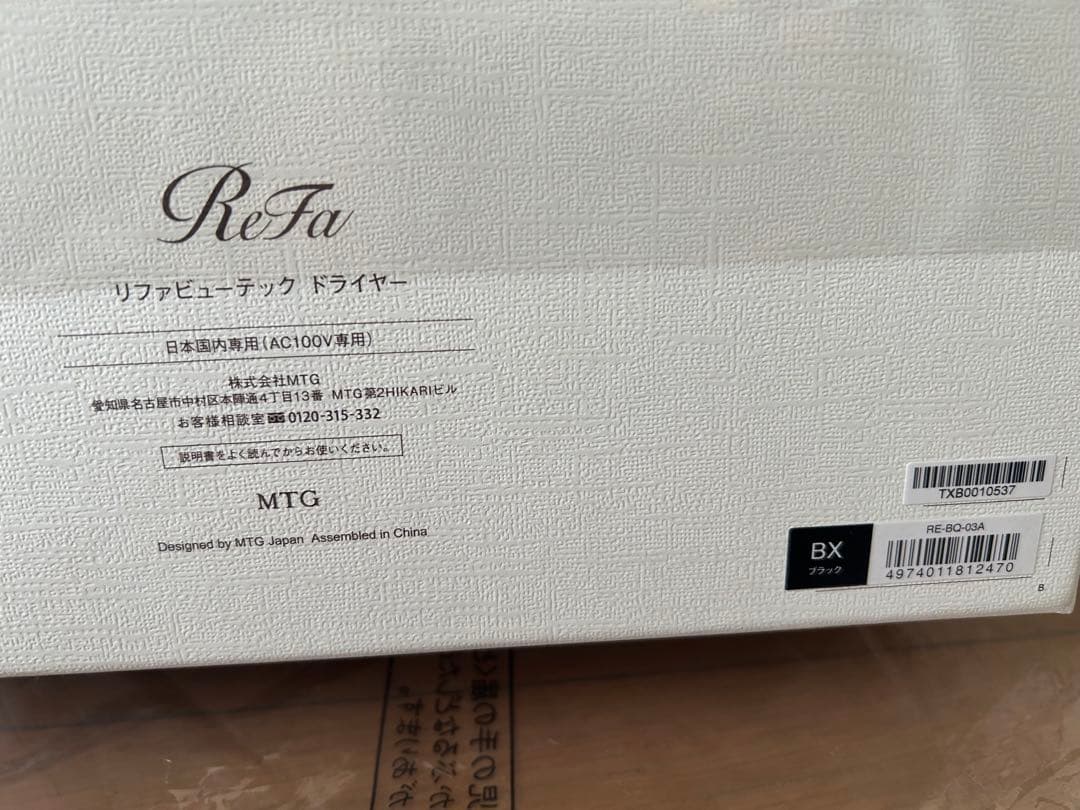 ReFa
リファビューテック ドライヤー
日本国内専用(AC100V専用)
株式会社MTG
愛知県名古屋市中村区本陣通4丁目13番 MTG第2HIKARIビル
お客様相談室 0120-315-332
説明書をよく読んでからお使いください。
MTG
Designed by MTG Japan Assembled in China
TXB0010537
BX
ブラック
RE-BQ-03A
4974011812470
B